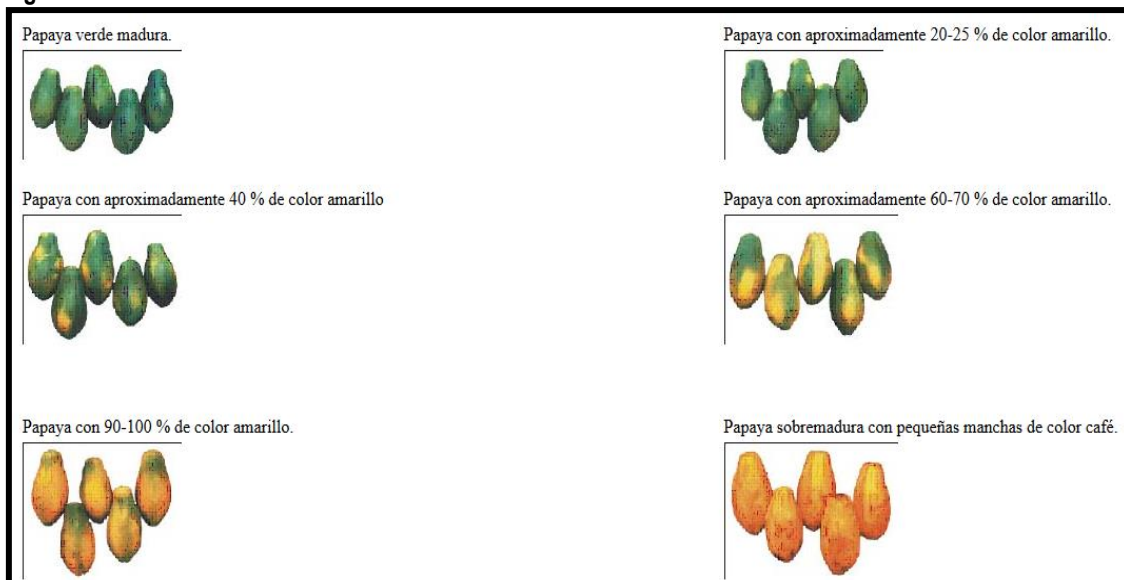 Papaya verde madura.
Papaya con aproximadamente 20-25 % de color amarillo.
Papaya con aproximadamente 40 % de color amarillo
Papaya con aproximadamente 60-70 % de color amarillo.
Papaya con 90-100 % de color amarillo.
Papaya sobremadura con pequeñas manchas de color café.